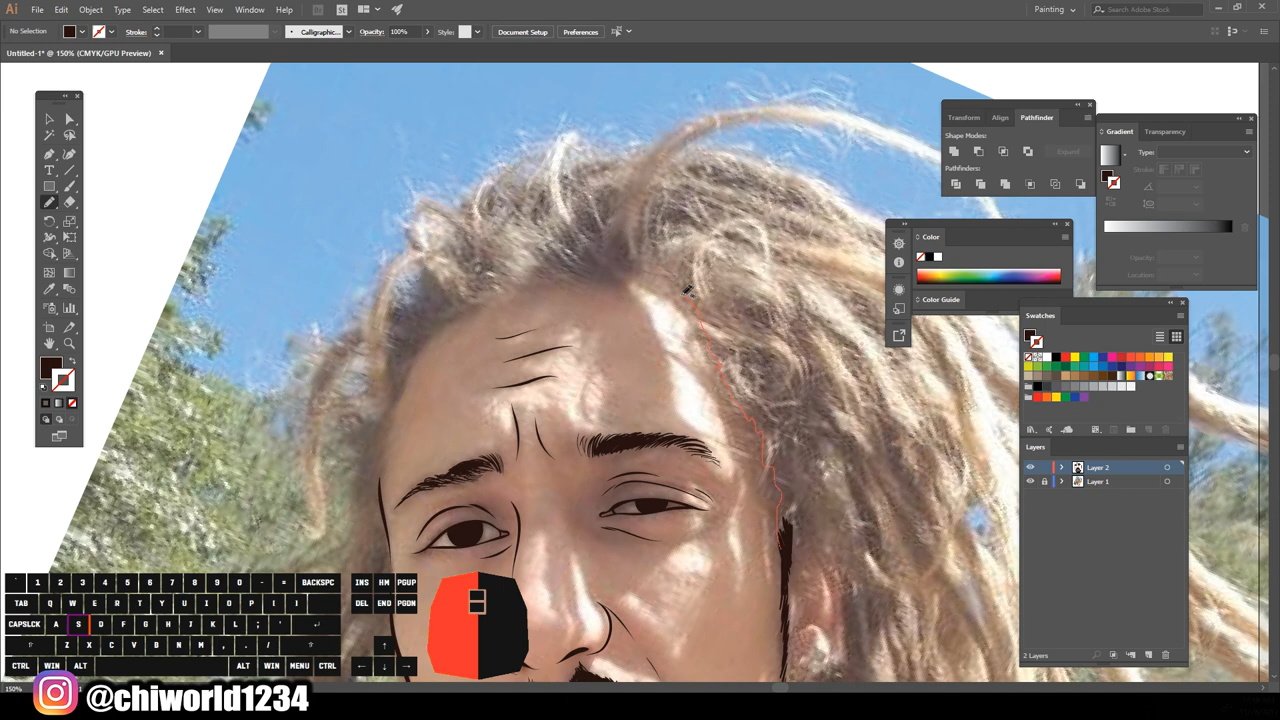 Ai File Edit Object Type Select Effect View Window Help Br St Painting Search Adobe Stock
No Selection Stroke: Calligraphic... Opacity: 100% Style: Document Setup Preferences
Untitled-1* @ 150% (CMYK/GPU Preview)
Transform Align Pathfinder
Shape Modes:
Expand
Pathfinders:
Gradient Transparency
Type:
Stroke:
Opacity:
Location:
Color
Color Guide
Swatches
Layers
Layer 2
Layer 1
2 Layers
` 1 2 3 4 5 6 7 8 9 0 - = BACKSPC INS HM PGUP
TAB Q W E R T Y U I O P [ ] \ DEL END PGDN
CAPSLCK A S D F G H J K L ; '
Z X C V B N M , . /
CTRL WIN ALT ALT WIN MENU CTRL
150%
@chiworld1234